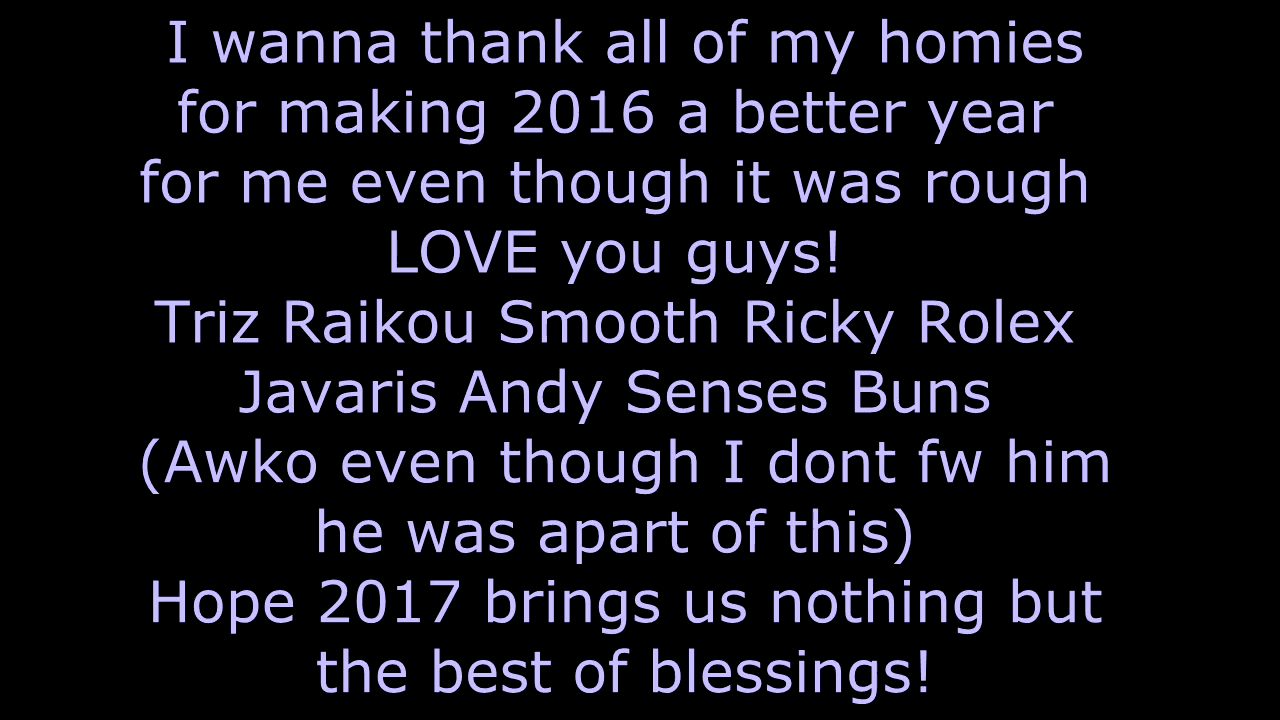 I wanna thank all of my homies
for making 2016 a better year
for me even though it was rough
LOVE you guys!
Triz Raikou Smooth Ricky Rolex
Javaris Andy Senses Buns
(Awko even though I dont fw him
he was apart of this)
Hope 2017 brings us nothing but
the best of blessings!